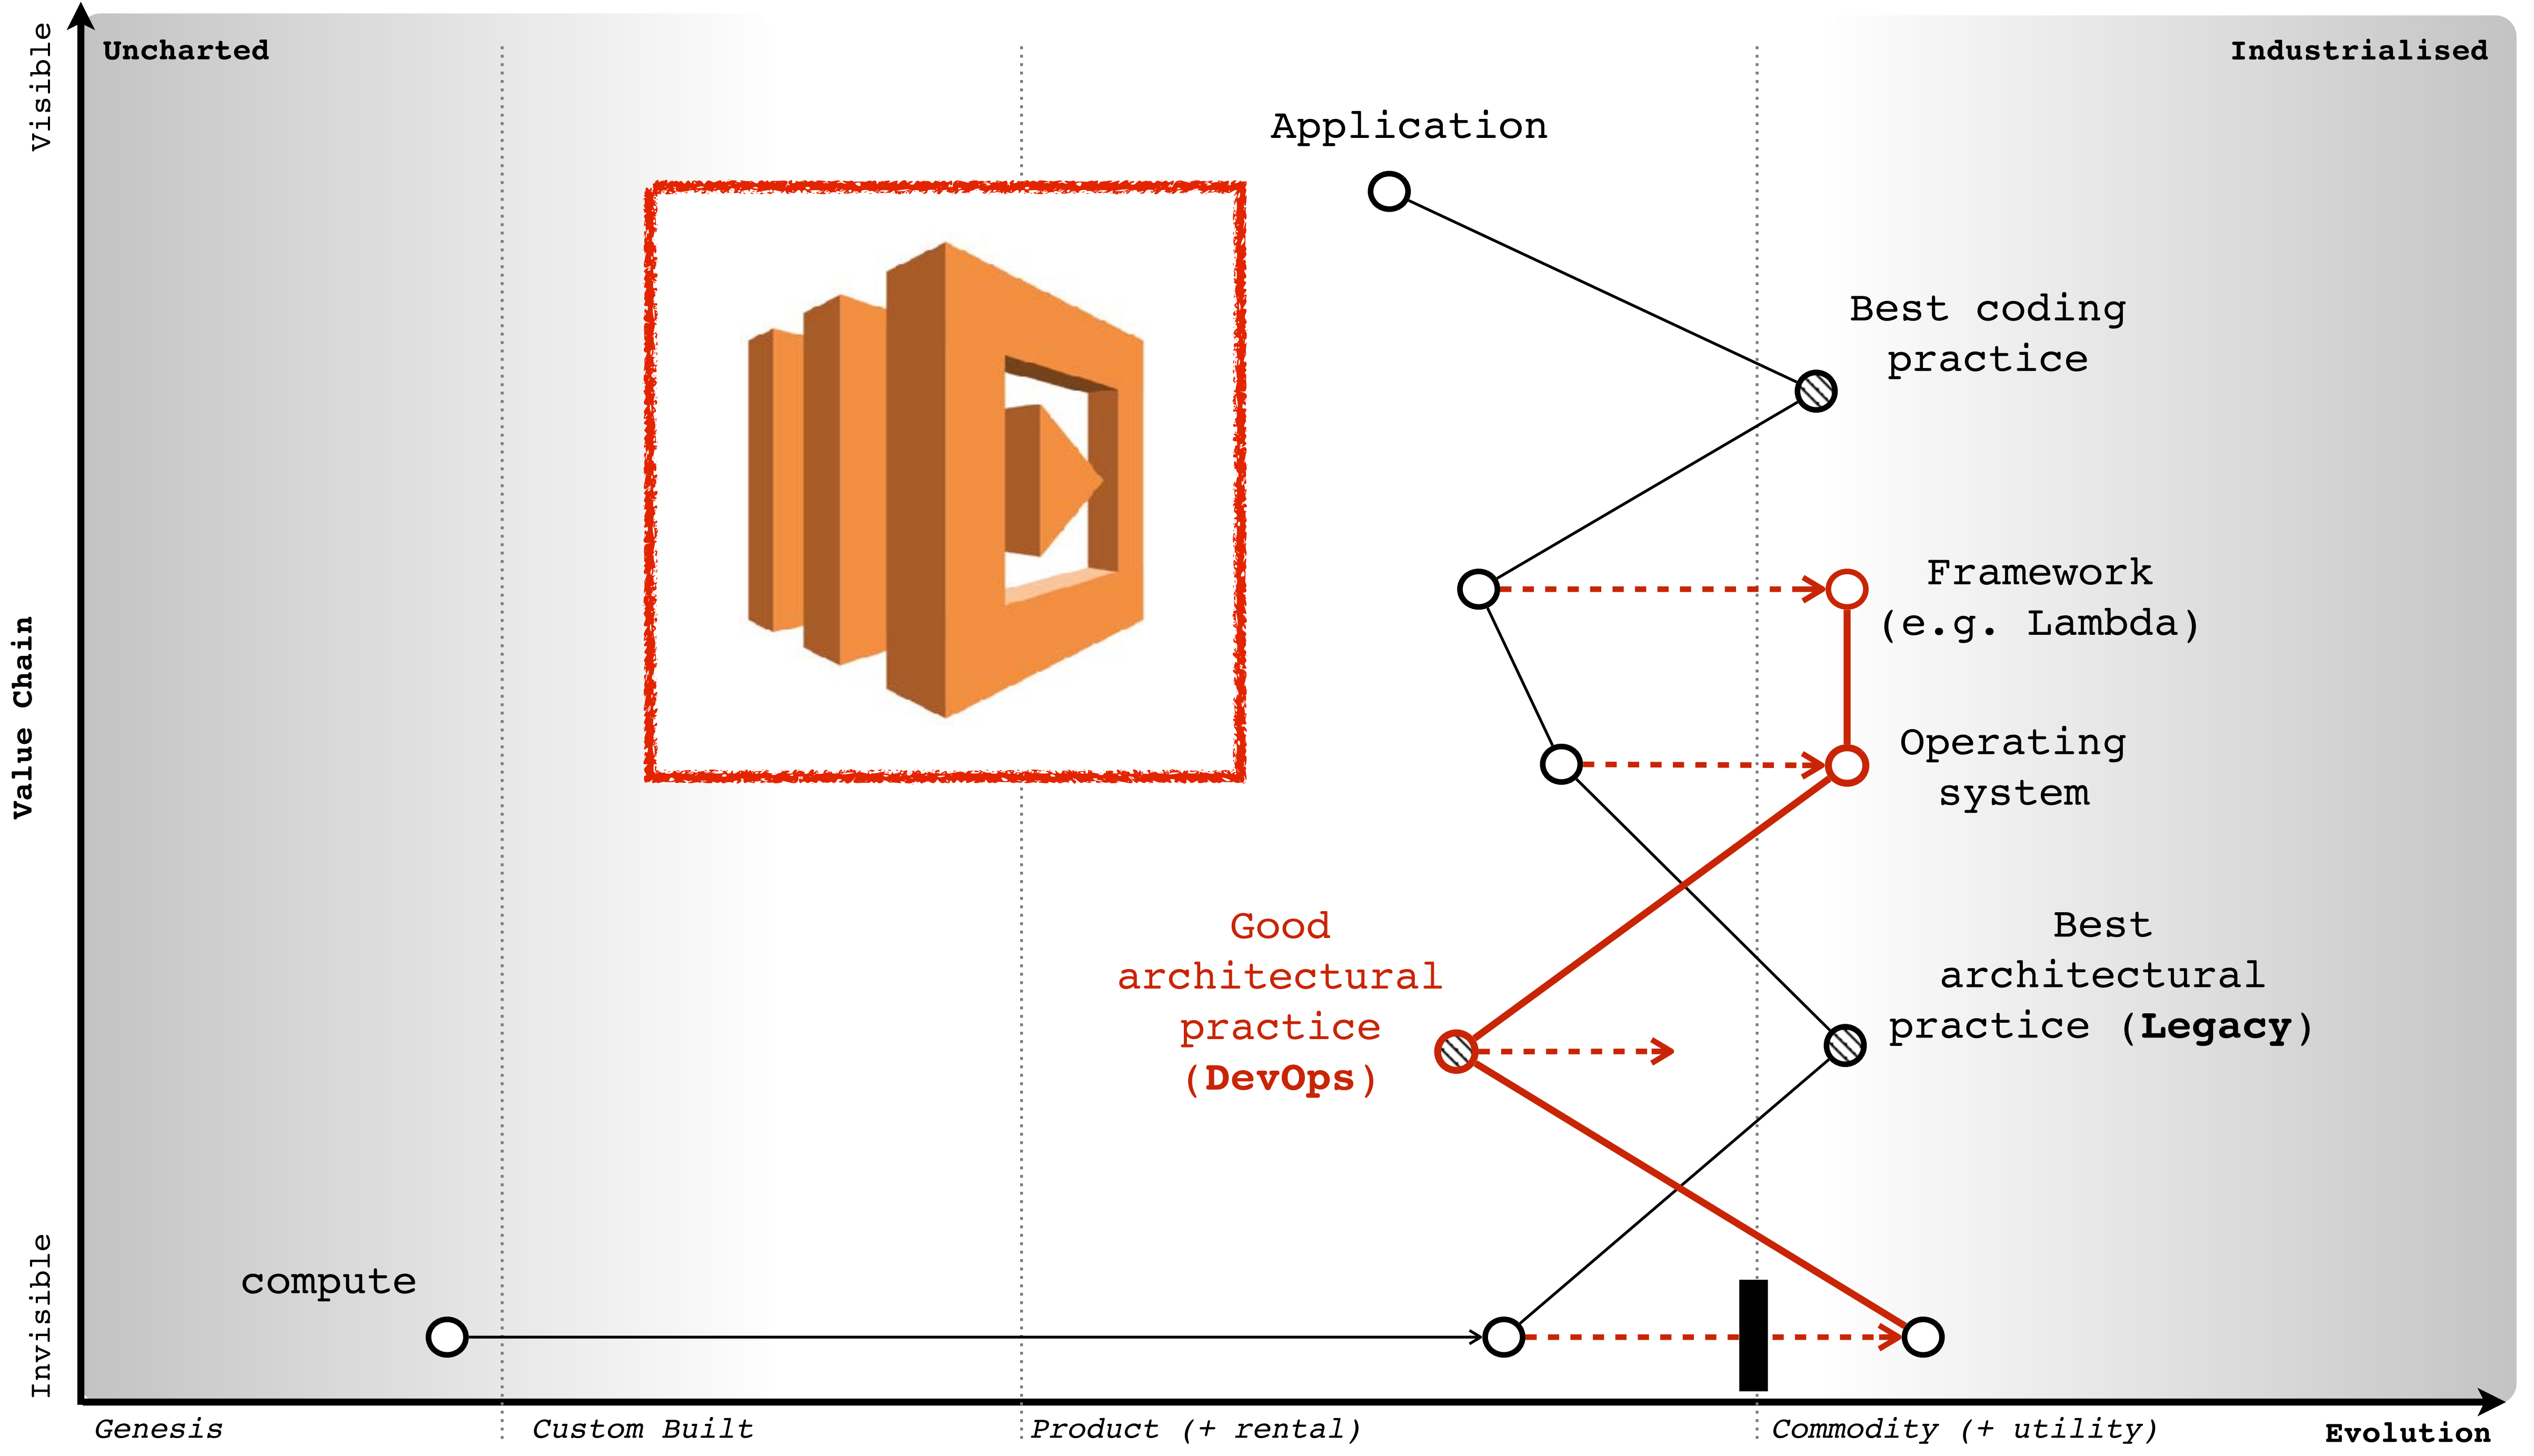 Visible
Uncharted
Industrialised
Application
Best coding
practice
Framework
(e.g. Lambda)
Value Chain
Operating
system
Good
architectural
practice
(DevOps)
Best
architectural
practice (Legacy)
Invisible
compute
Genesis
Custom Built
Product (+ rental)
Commodity (+ utility)
Evolution